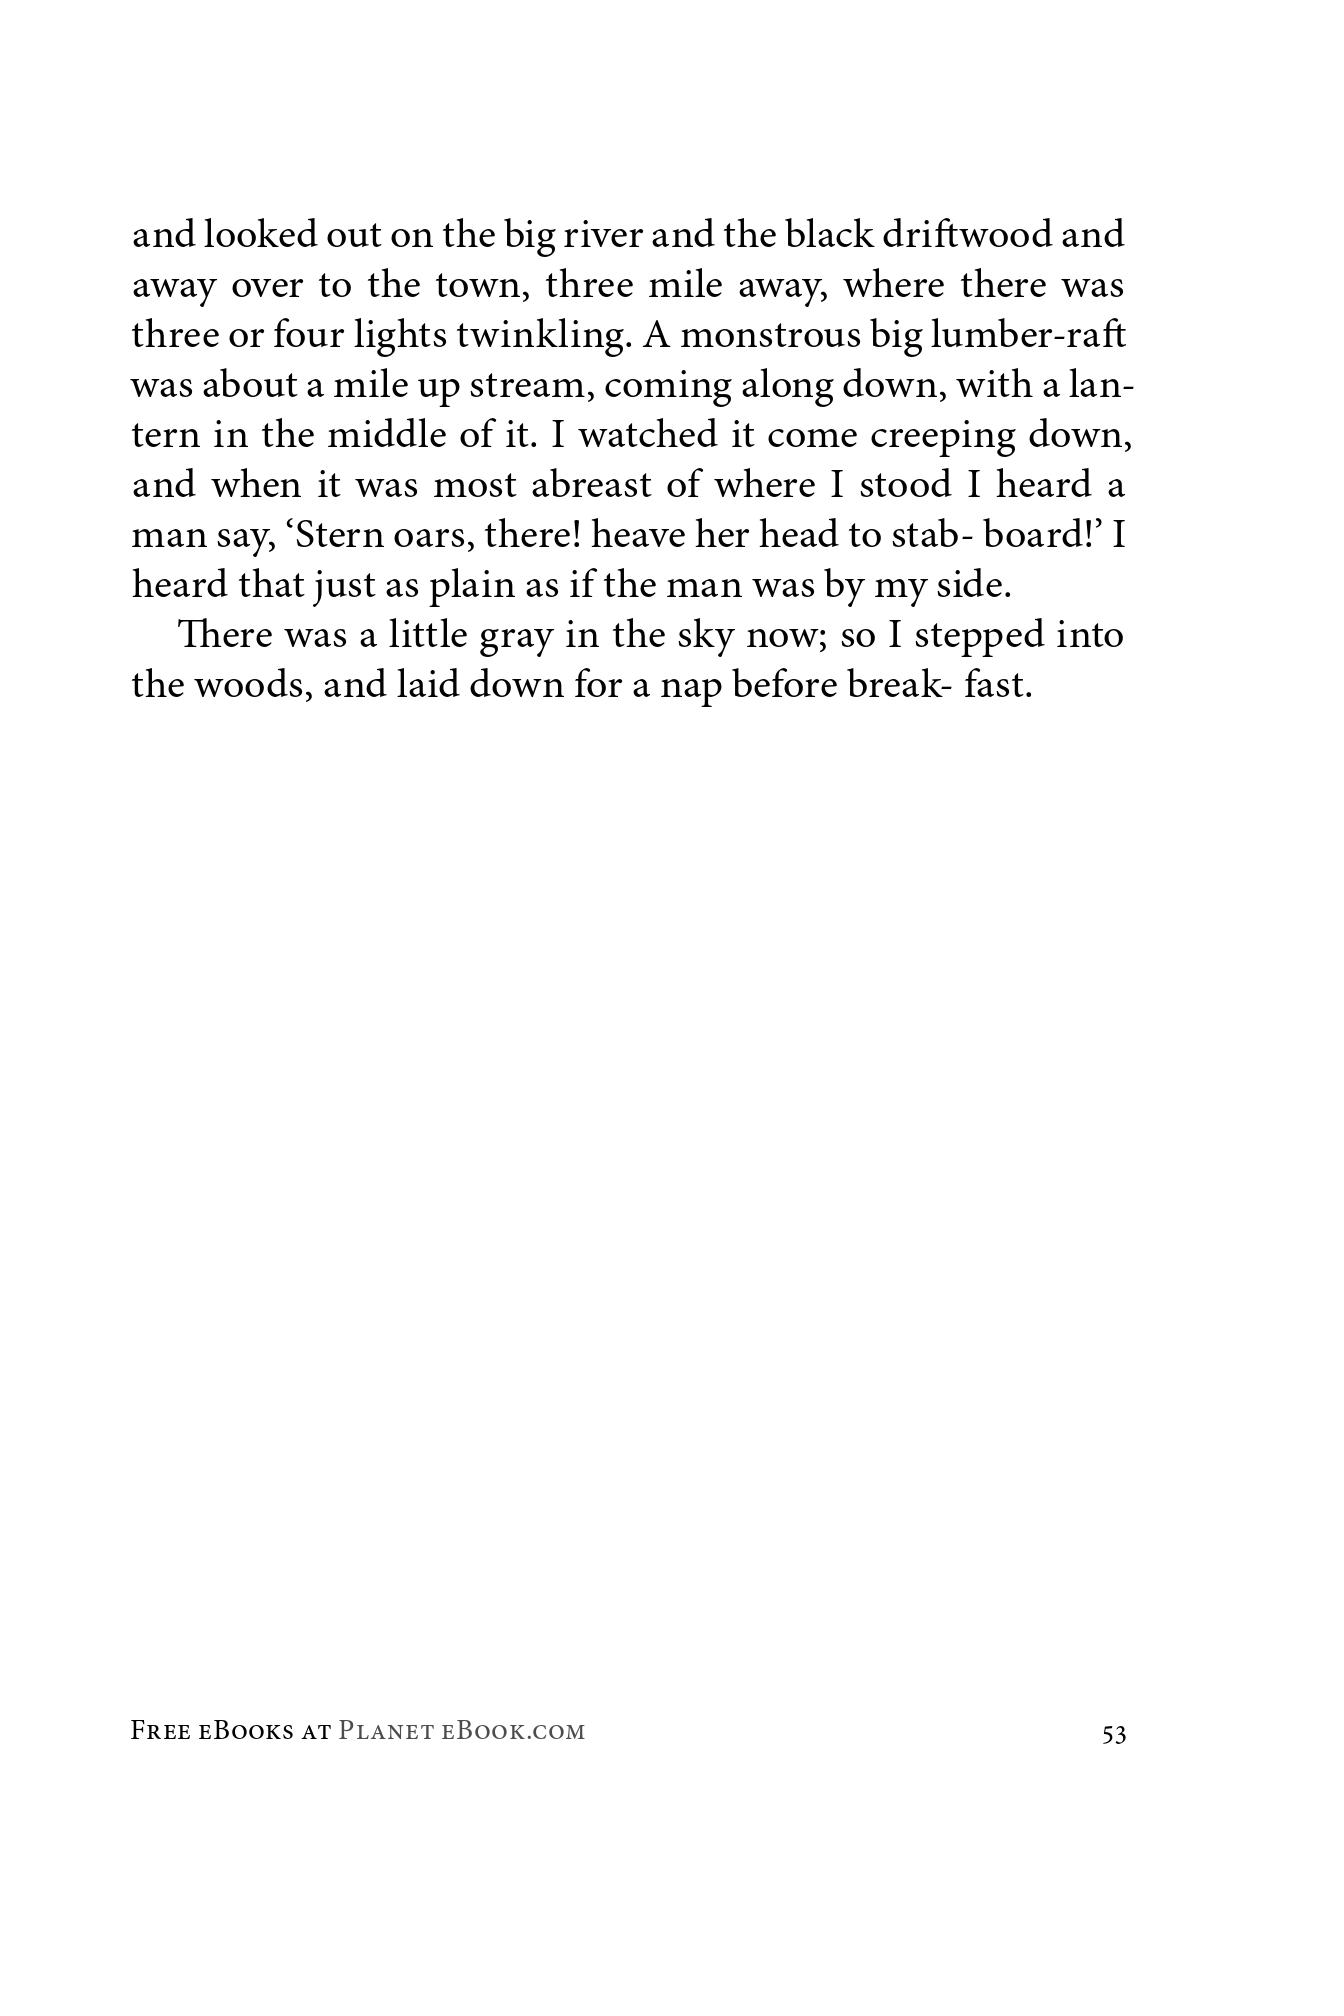 and looked out on the big river and the black driftwood and
away over to the town, three mile away, where there was
three or four lights twinkling. A monstrous big lumber-raft
was about a mile up stream, coming along down, with a lan-
tern in the middle of it. I watched it come creeping down,
and when it was most abreast of where I stood I heard a
man say, ‘Stern oars, there! heave her head to stab- board!’ I
heard that just as plain as if the man was by my side.
There was a little gray in the sky now; so I stepped into
the woods, and laid down for a nap before break- fast.
Free eBooks at Planet eBook.com 53